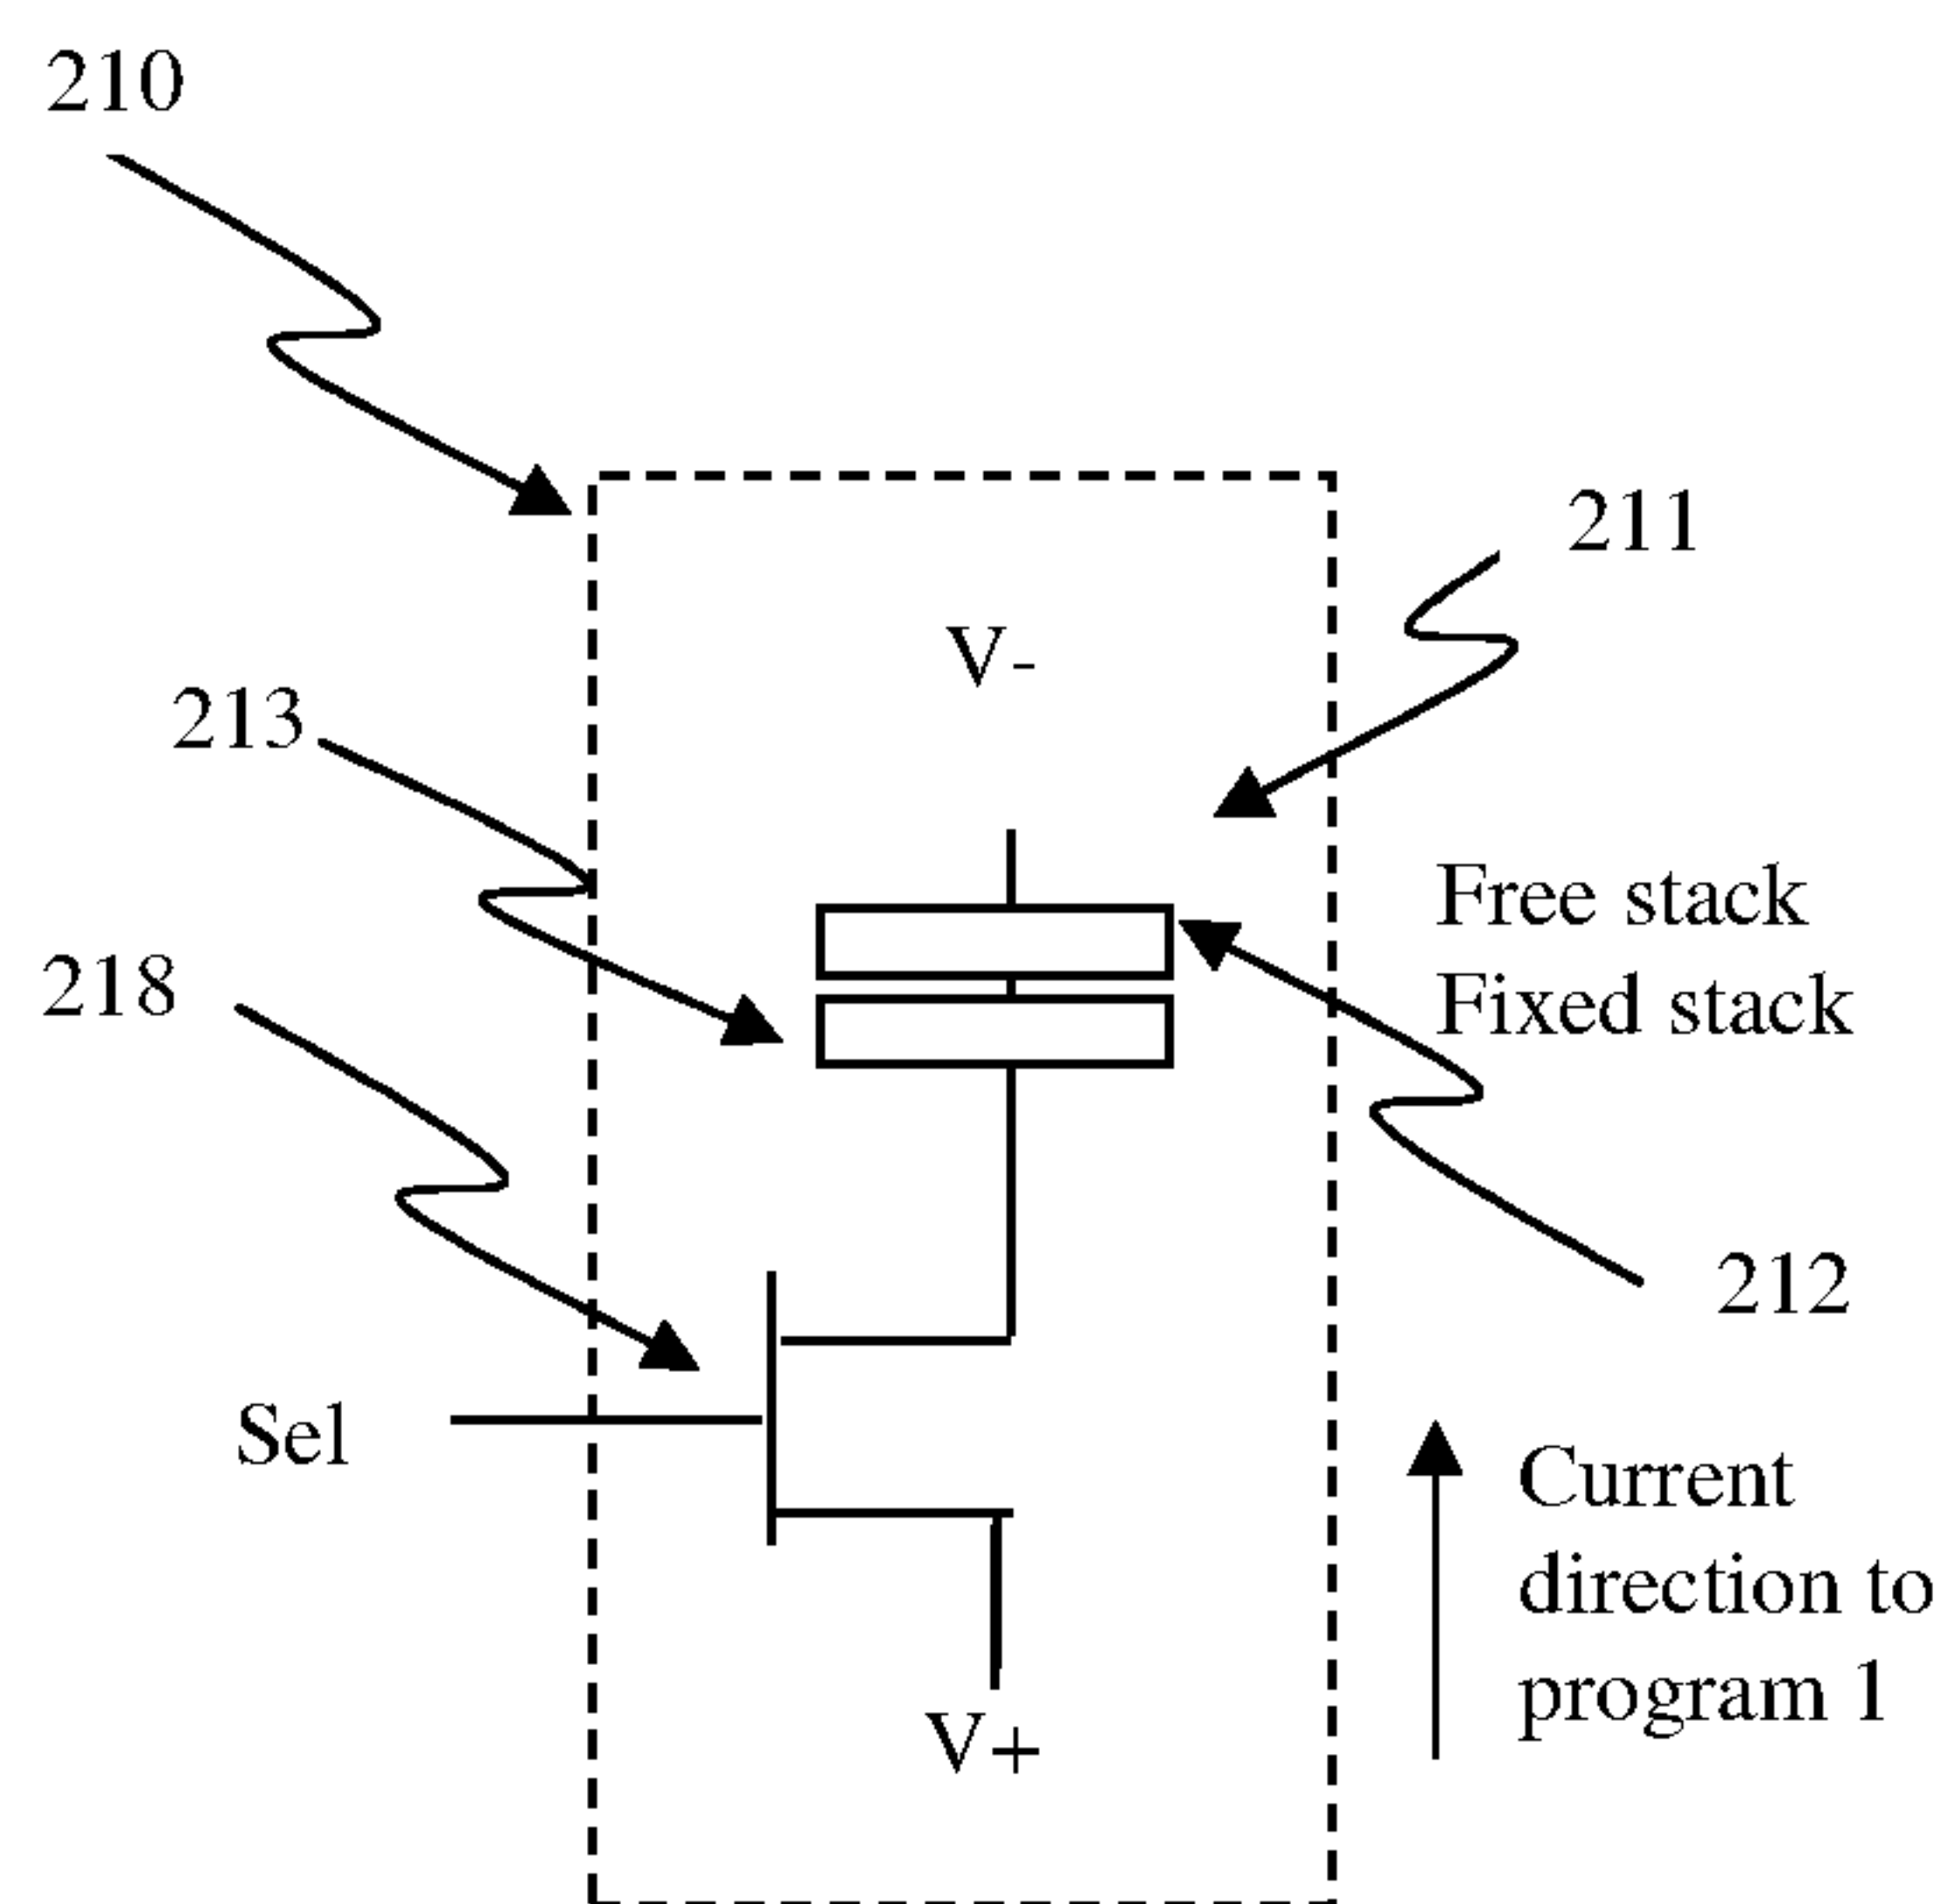 210
211
V-
213
Free stack
218
Fixed stack
212
Sel
Current
direction to
program 1
V+